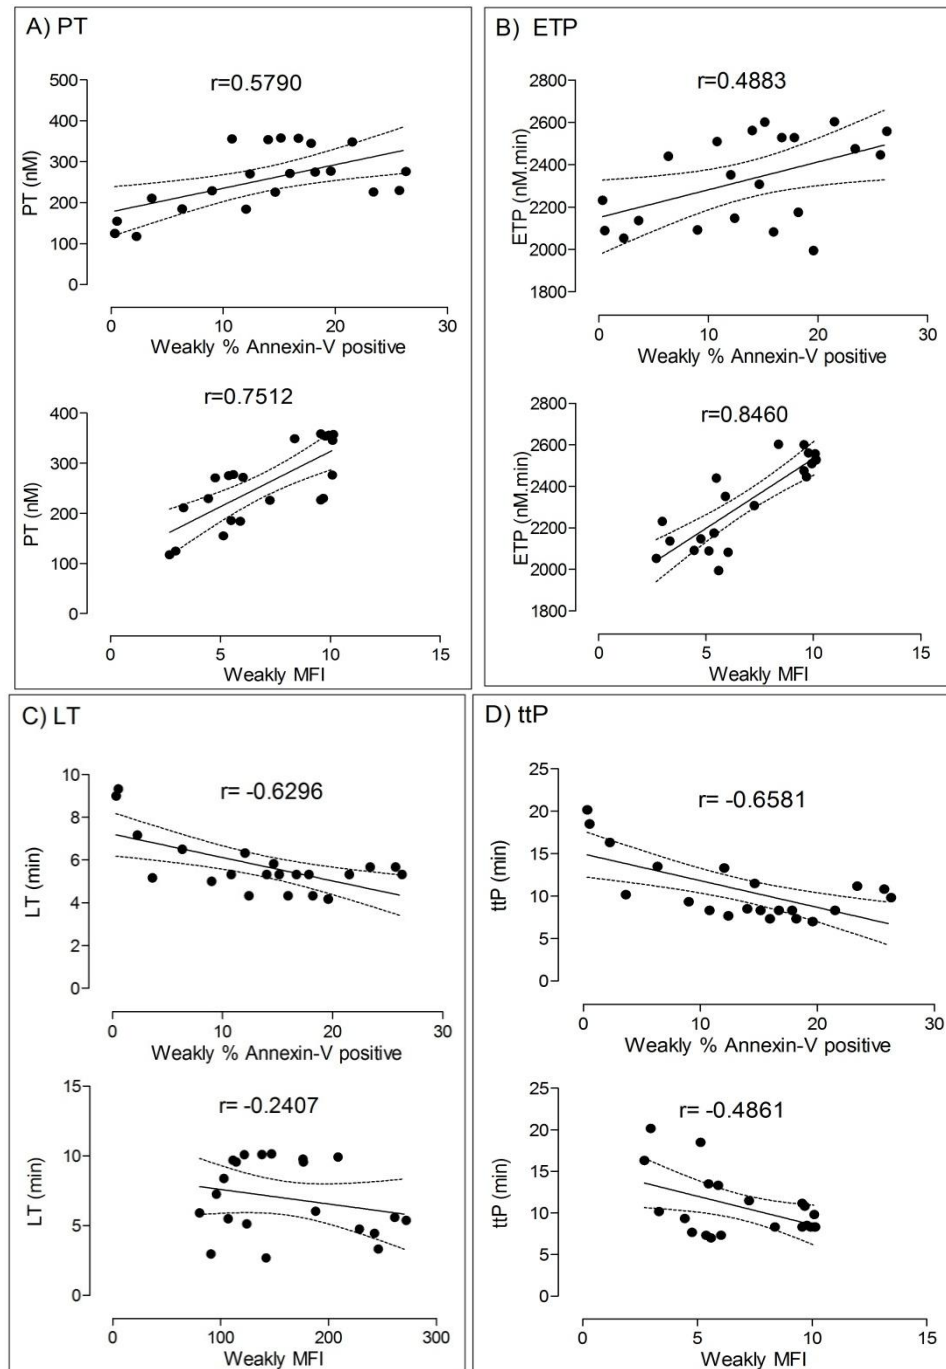 A) PT
r=0.5790
PT (nM)
500
400
300
200
100
0
0 10 20 30
Weakly % Annexin-V positive
r=0.7512
PT (nM)
400
300
200
100
0
0 5 10 15
Weakly MFI
B) ETP
r=0.4883
ETP (nM.min)
2800
2600
2400
2200
2000
1800
0 10 20 30
Weakly % Annexin-V positive
r=0.8460
ETP (nM.min)
2800
2600
2400
2200
2000
1800
0 5 10 15
Weakly MFI
C) LT
r= -0.6296
LT (min)
10
8
6
4
2
0
0 10 20 30
Weakly % Annexin-V positive
r= -0.2407
LT (min)
15
10
5
0
0 100 200 300
Weakly MFI
D) ttP
r= -0.6581
ttP (min)
25
20
15
10
5
0
0 10 20 30
Weakly % Annexin-V positive
r= -0.4861
ttP (min)
25
20
15
10
5
0
0 5 10 15
Weakly MFI